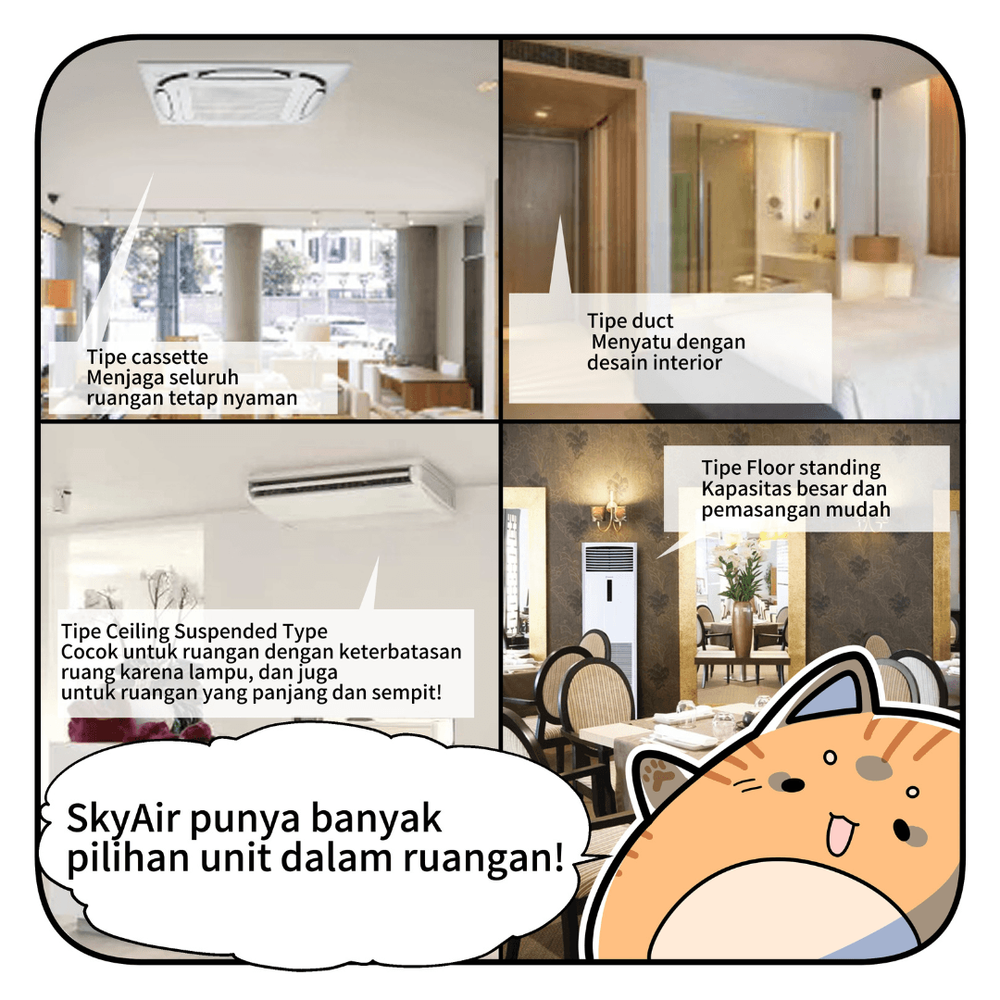 Tipe cassette
Menjaga seluruh
ruangan tetap nyaman
Tipe duct
Menyatu dengan
desain interior
Tipe Ceiling Suspended Type
Cocok untuk ruangan dengan keterbatasan
ruang karena lampu, dan juga
untuk ruangan yang panjang dan sempit!
Tipe Floor standing
Kapasitas besar dan
pemasangan mudah
SkyAir punya banyak
pilihan unit dalam ruangan!